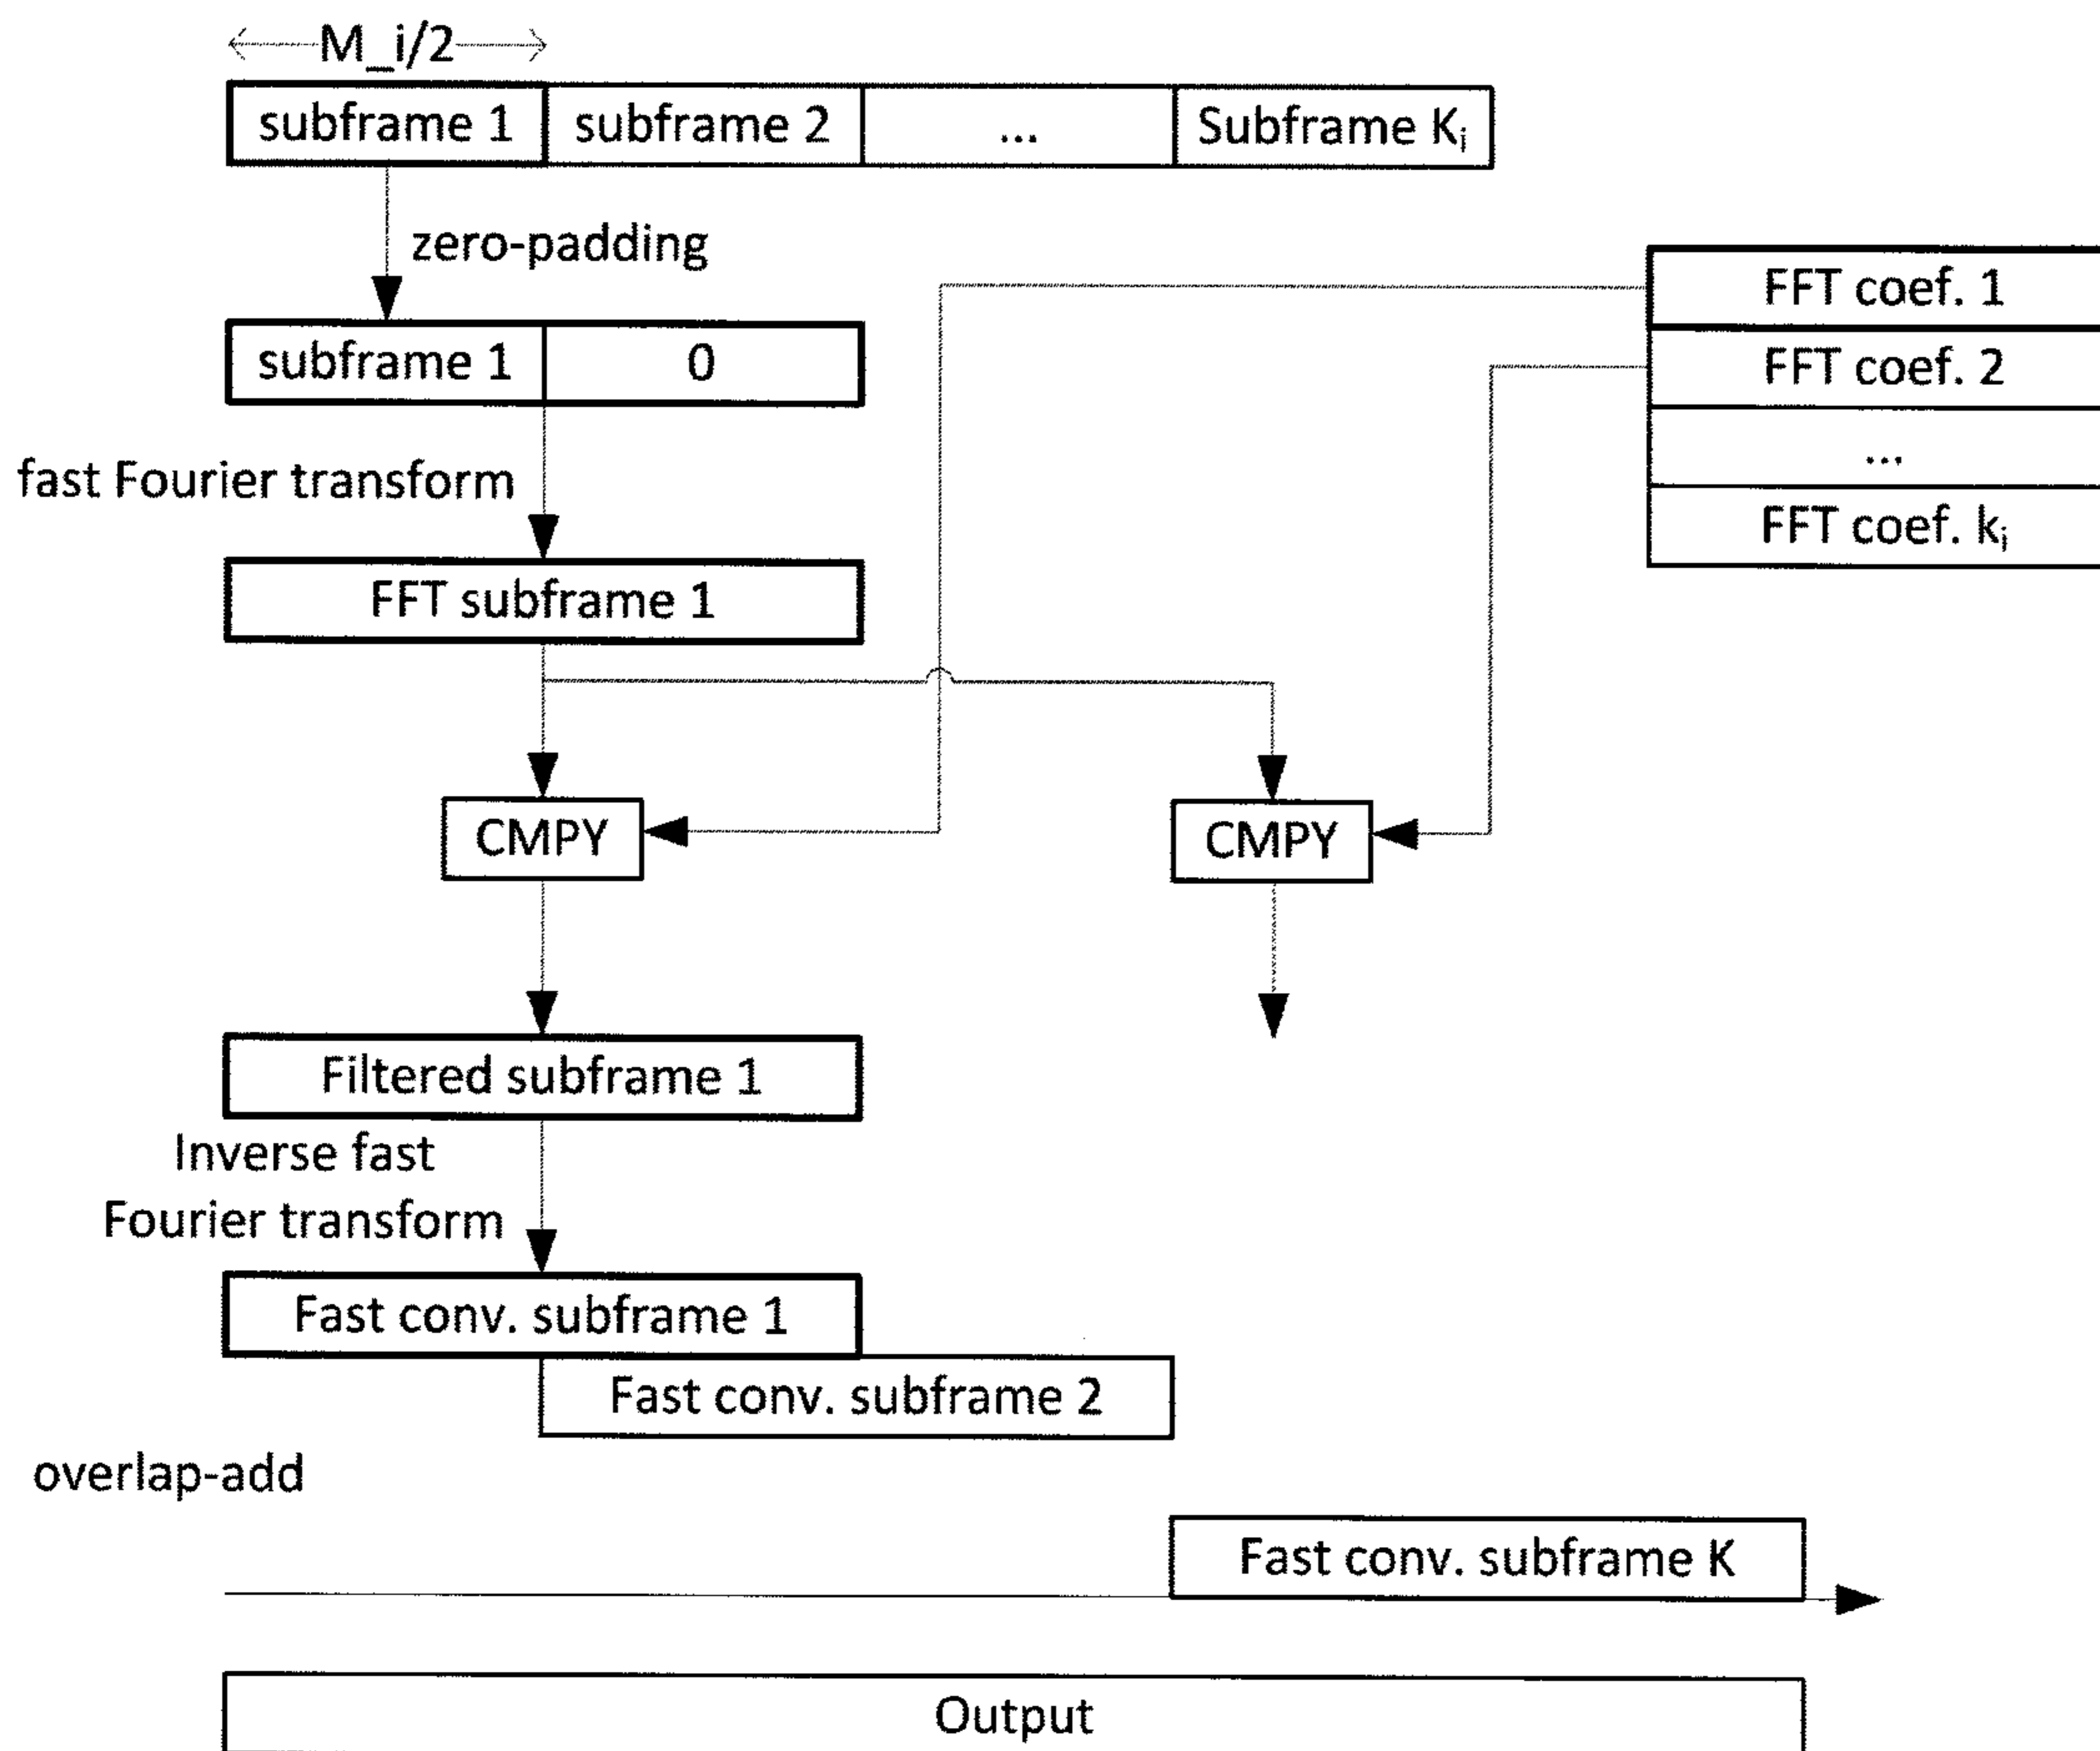 M_i/2
subframe 1 subframe 2 ... Subframe Kᵢ
zero-padding
FFT coef. 1
subframe 1 0
FFT coef. 2
...
fast Fourier transform
FFT coef. kᵢ
FFT subframe 1
CMPY CMPY
Filtered subframe 1
Inverse fast
Fourier transform
Fast conv. subframe 1
Fast conv. subframe 2
overlap-add
Fast conv. subframe K
Output